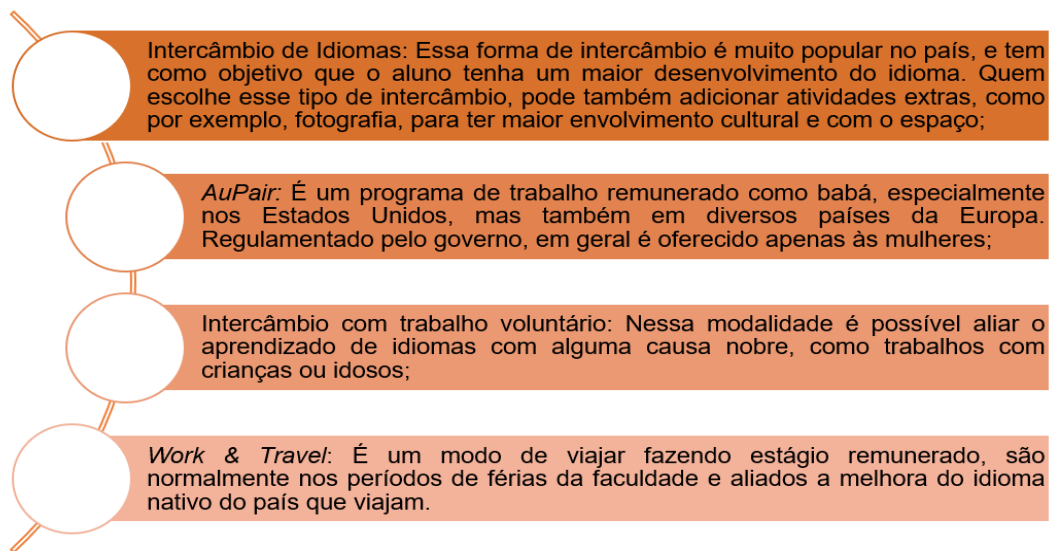 Intercâmbio de Idiomas: Essa forma de intercâmbio é muito popular no país, e tem
como objetivo que o aluno tenha um maior desenvolvimento do idioma. Quem
escolhe esse tipo de intercâmbio, pode também adicionar atividades extras, como
por exemplo, fotografia, para ter maior envolvimento cultural e com o espaço;
AuPair: É um programa de trabalho remunerado como babá, especialmente
nos Estados Unidos, mas também em diversos países da Europa.
Regulamentado pelo governo, em geral é oferecido apenas às mulheres;
Intercâmbio com trabalho voluntário: Nessa modalidade é possível aliar o
aprendizado de idiomas com alguma causa nobre, como trabalhos com
crianças ou idosos;
Work & Travel: É um modo de viajar fazendo estágio remunerado, são
normalmente nos períodos de férias da faculdade e aliados a melhora do idioma
nativo do país que viajam.